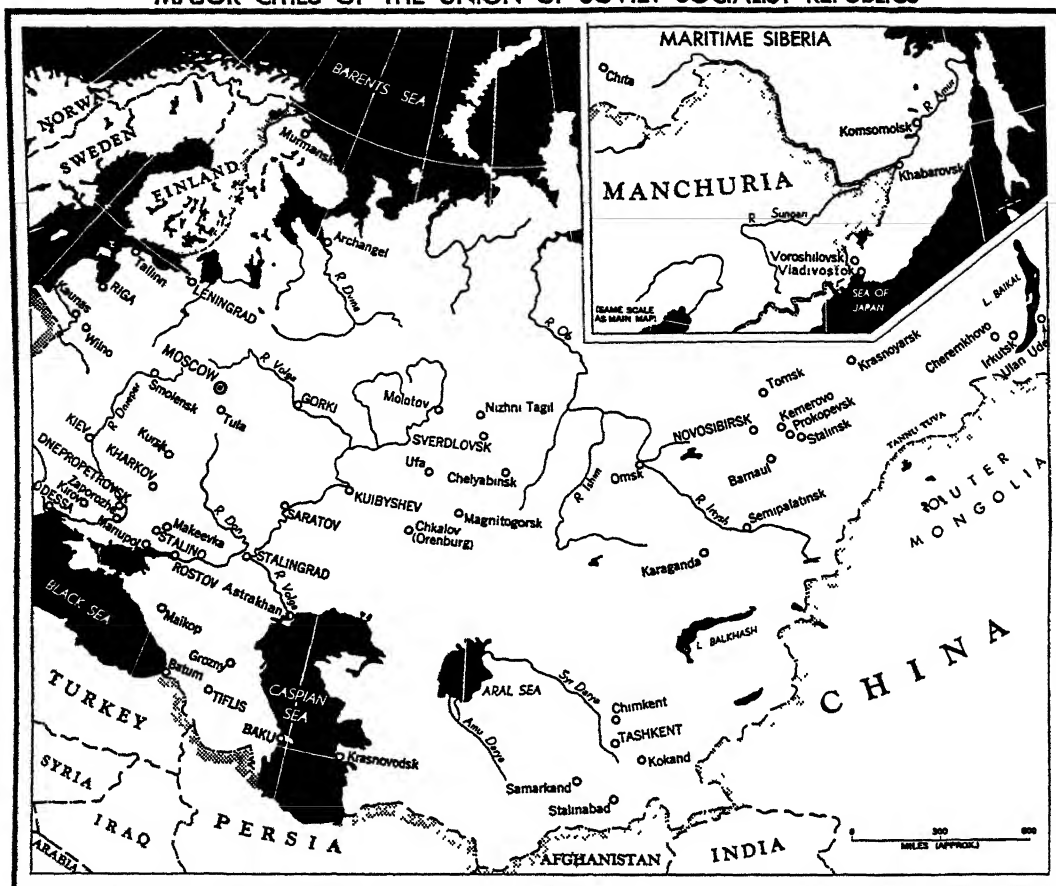 MAJOR CITIES OF THE UNION OF SOVIET SOCIALIST REPUBLICS
MARITIME SIBERIA
Chita
R. Amur
Komsomolsk
Khabarovsk
MANCHURIA
R. Sungari
Voroshilovsk
Vladivostok
SEA OF
JAPAN
(SAME SCALE
AS MAIN MAP)
BARENTS SEA
NORWAY
SWEDEN
FINLAND
Murmansk
Archangel
R. Duna
Tallinn
RIGA
LENINGRAD
Kaunas
Wilno
R. Ob
L. BAIKAL
Krasnoyarsk
Cheremkhovo
Irkutsk
Ulan Ude
MOSCOW
R. Volga
Smolensk
R. Dneper
Tula
GORKI
Molotov
Nizhni Tagil
SVERDLOVSK
Tomsk
Kemerovo
Prokopevsk
Stalinsk
NOVOSIBIRSK
TANNU TUVA
KIEV
Kursk
KHARKOV
Ufa
Chelyabinsk
R. Ishim
Omsk
Barnaul
DNEPROPETROVSK
Zaporozhe
Kirovo
ODESSA
KUIBYSHEV
Magnitogorsk
R. Irtysh
Semipalatinsk
OUTER
MONGOLIA
R. Don
SARATOV
Chkalov
(Orenburg)
Makeevka
STALINO
Mariupol
STALINGRAD
Karaganda
ROSTOV
Astrakhan
R. Volga
BLACK SEA
Maikop
L. BALKHASH
Grozny
Batum
TIFLIS
CASPIAN
SEA
ARAL SEA
Syr Darya
Amu Darya
Chimkent
TASHKENT
Kokand
CHINA
TURKEY
BAKU
Krasnovodsk
Samarkand
Stalinabad
SYRIA
IRAQ
ARABIA
PERSIA
AFGHANISTAN
INDIA
0 300 600
MILES (APPROX.)